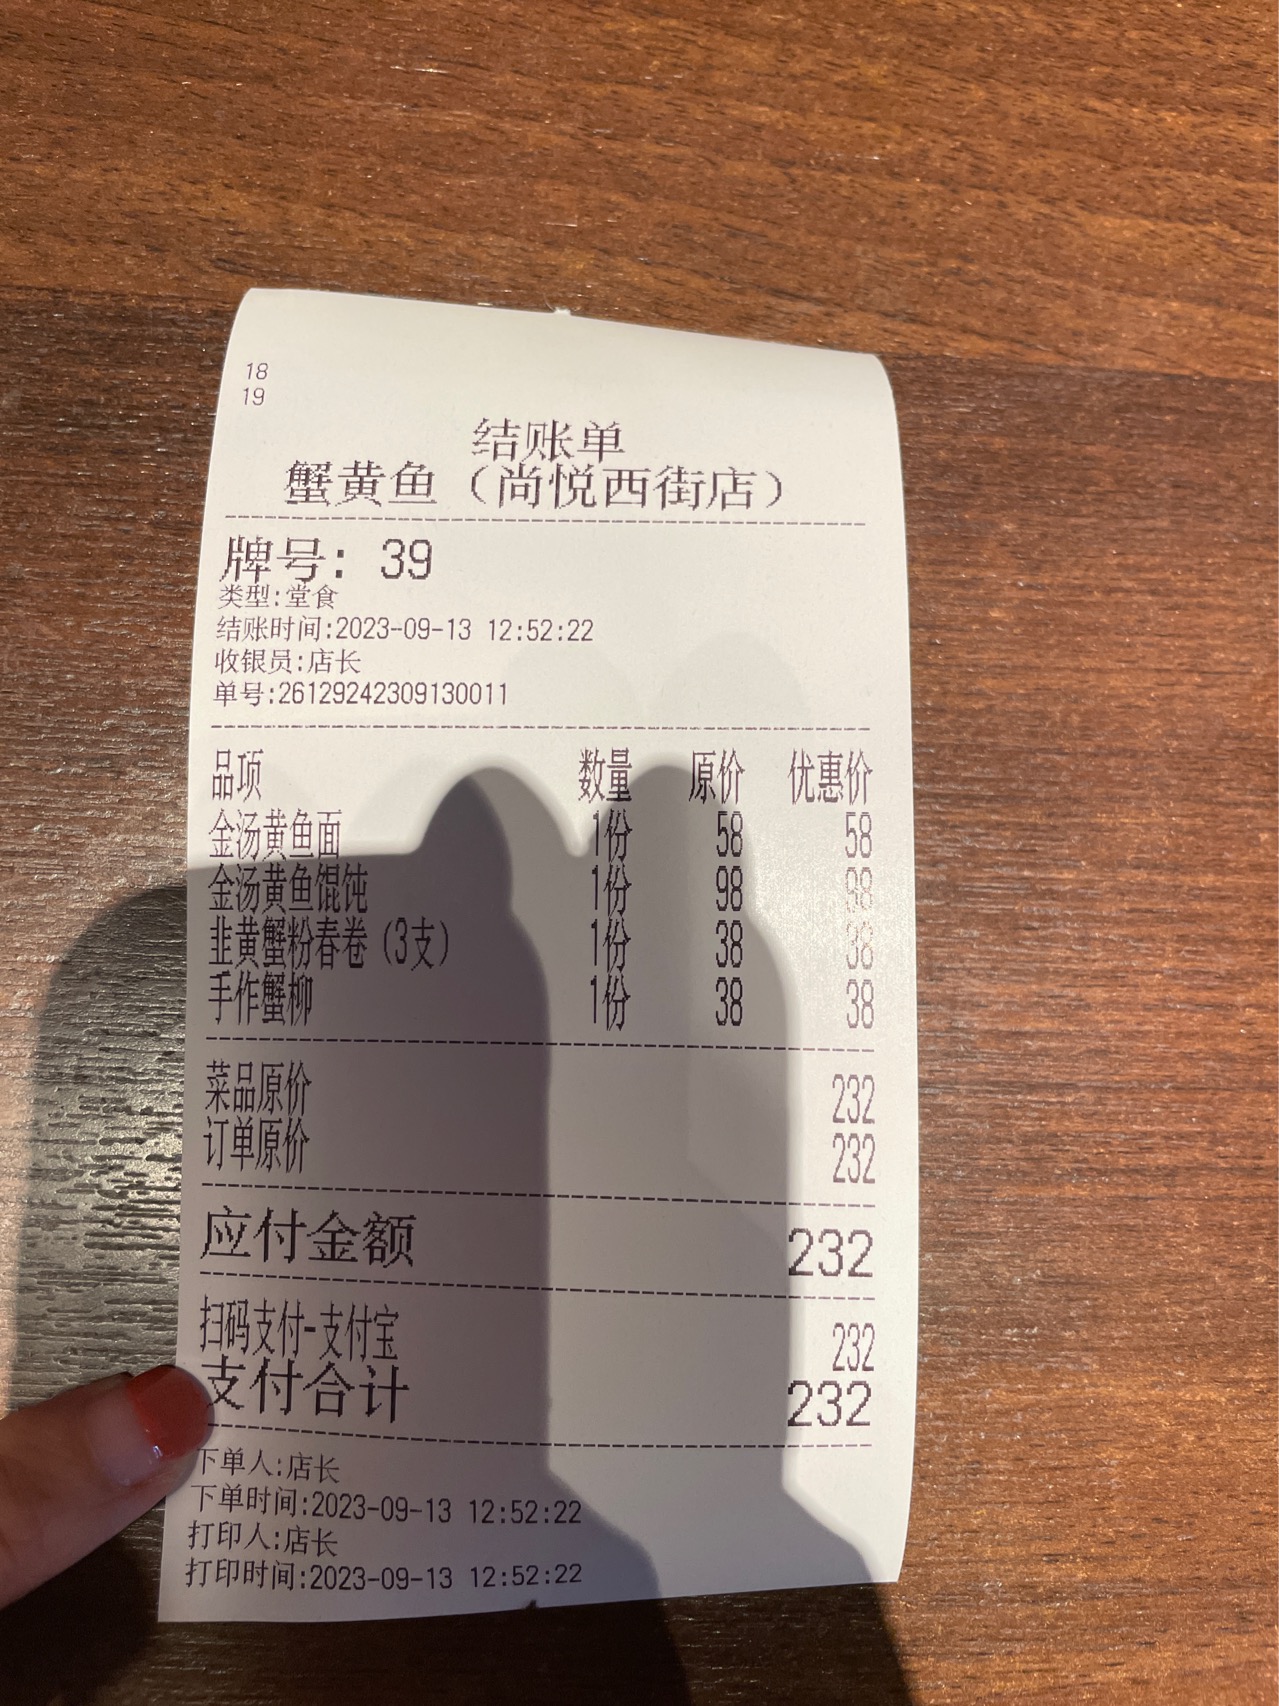 18
19
结账单
蟹黄鱼（尚悦西街店）
牌号: 39
类型:堂食
结账时间:2023-09-13 12:52:22
收银员:店长
单号:26129242309130011
品项 数量 原价 优惠价
金汤黄鱼面 1份 58 58
金汤黄鱼馄饨 1份 98 98
韭黄蟹粉春卷（3支） 1份 38 38
手作蟹柳 1份 38 38
菜品原价 232
订单原价 232
应付金额 232
扫码支付-支付宝 232
支付合计 232
下单人:店长
下单时间:2023-09-13 12:52:22
打印人:店长
打印时间:2023-09-13 12:52:22